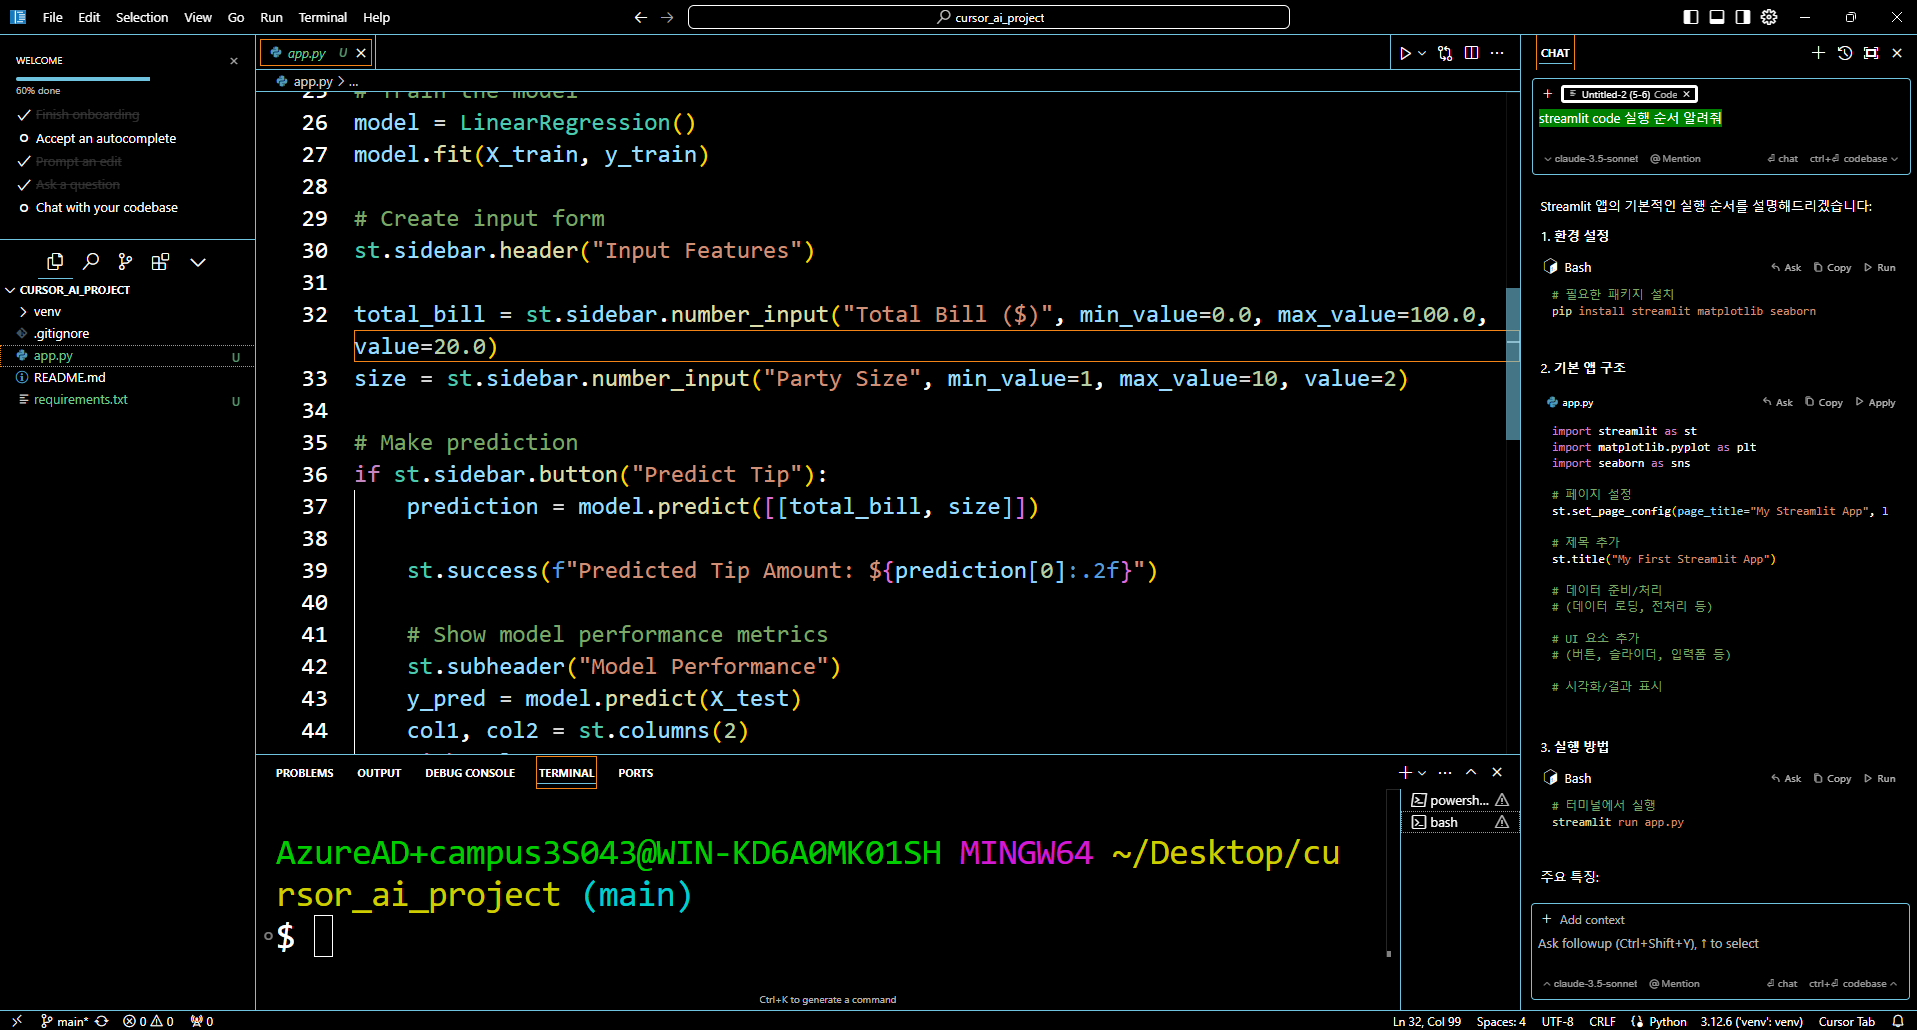 File Edit Selection View Go Run Terminal Help
cursor_ai_project
WELCOME
60% done
Finish onboarding
Accept an autocomplete
Prompt an edit
Ask a question
Chat with your codebase
CURSOR_AI_PROJECT
venv
.gitignore
app.py U
README.md
requirements.txt U
app.py U
app.py > ...
25 # Train the model
26 model = LinearRegression()
27 model.fit(X_train, y_train)
28
29 # Create input form
30 st.sidebar.header("Input Features")
31
32 total_bill = st.sidebar.number_input("Total Bill ($)", min_value=0.0, max_value=100.0,
value=20.0)
33 size = st.sidebar.number_input("Party Size", min_value=1, max_value=10, value=2)
34
35 # Make prediction
36 if st.sidebar.button("Predict Tip"):
37 prediction = model.predict([[total_bill, size]])
38
39 st.success(f"Predicted Tip Amount: ${prediction[0]:.2f}")
40
41 # Show model performance metrics
42 st.subheader("Model Performance")
43 y_pred = model.predict(X_test)
44 col1, col2 = st.columns(2)
PROBLEMS OUTPUT DEBUG CONSOLE TERMINAL PORTS
powersh...
bash
AzureAD+campus3S043@WIN-KD6A0MK01SH MINGW64 ~/Desktop/cu
rsor_ai_project (main)
$
Ctrl+K to generate a command
CHAT
Untitled-2 (5-6) Code
streamlit code 실행 순서 알려줘
claude-3.5-sonnet @ Mention chat ctrl+⏎ codebase
Streamlit 앱의 기본적인 실행 순서를 설명해드리겠습니다:
1. 환경 설정
Bash Ask Copy Run
# 필요한 패키지 설치
pip install streamlit matplotlib seaborn
2. 기본 앱 구조
app.py Ask Copy Apply
import streamlit as st
import matplotlib.pyplot as plt
import seaborn as sns
# 페이지 설정
st.set_page_config(page_title="My Streamlit App", l
# 제목 추가
st.title("My First Streamlit App")
# 데이터 준비/처리
# (데이터 로딩, 전처리 등)
# UI 요소 추가
# (버튼, 슬라이더, 입력폼 등)
# 시각화/결과 표시
3. 실행 방법
Bash Ask Copy Run
# 터미널에서 실행
streamlit run app.py
주요 특징:
+ Add context
Ask followup (Ctrl+Shift+Y), ↑ to select
claude-3.5-sonnet @ Mention chat ctrl+⏎ codebase
main* 0 0 0 Ln 32, Col 99 Spaces: 4 UTF-8 CRLF Python 3.12.6 ('venv': venv) Cursor Tab